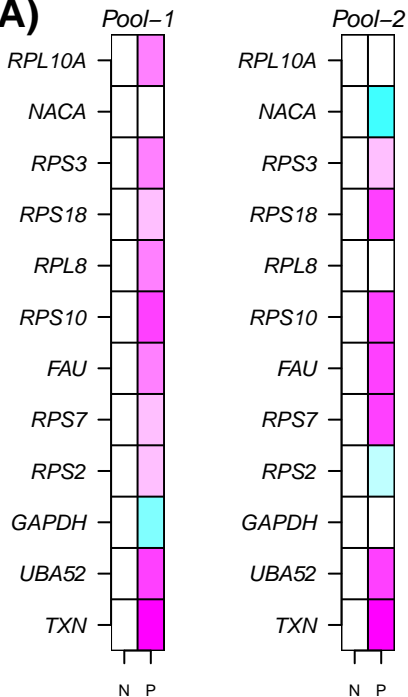 A)
Pool−1 Pool−2
RPL10A RPL10A
NACA NACA
RPS3 RPS3
RPS18 RPS18
RPL8 RPL8
RPS10 RPS10
FAU FAU
RPS7 RPS7
RPS2 RPS2
GAPDH GAPDH
UBA52 UBA52
TXN TXN
N P N P